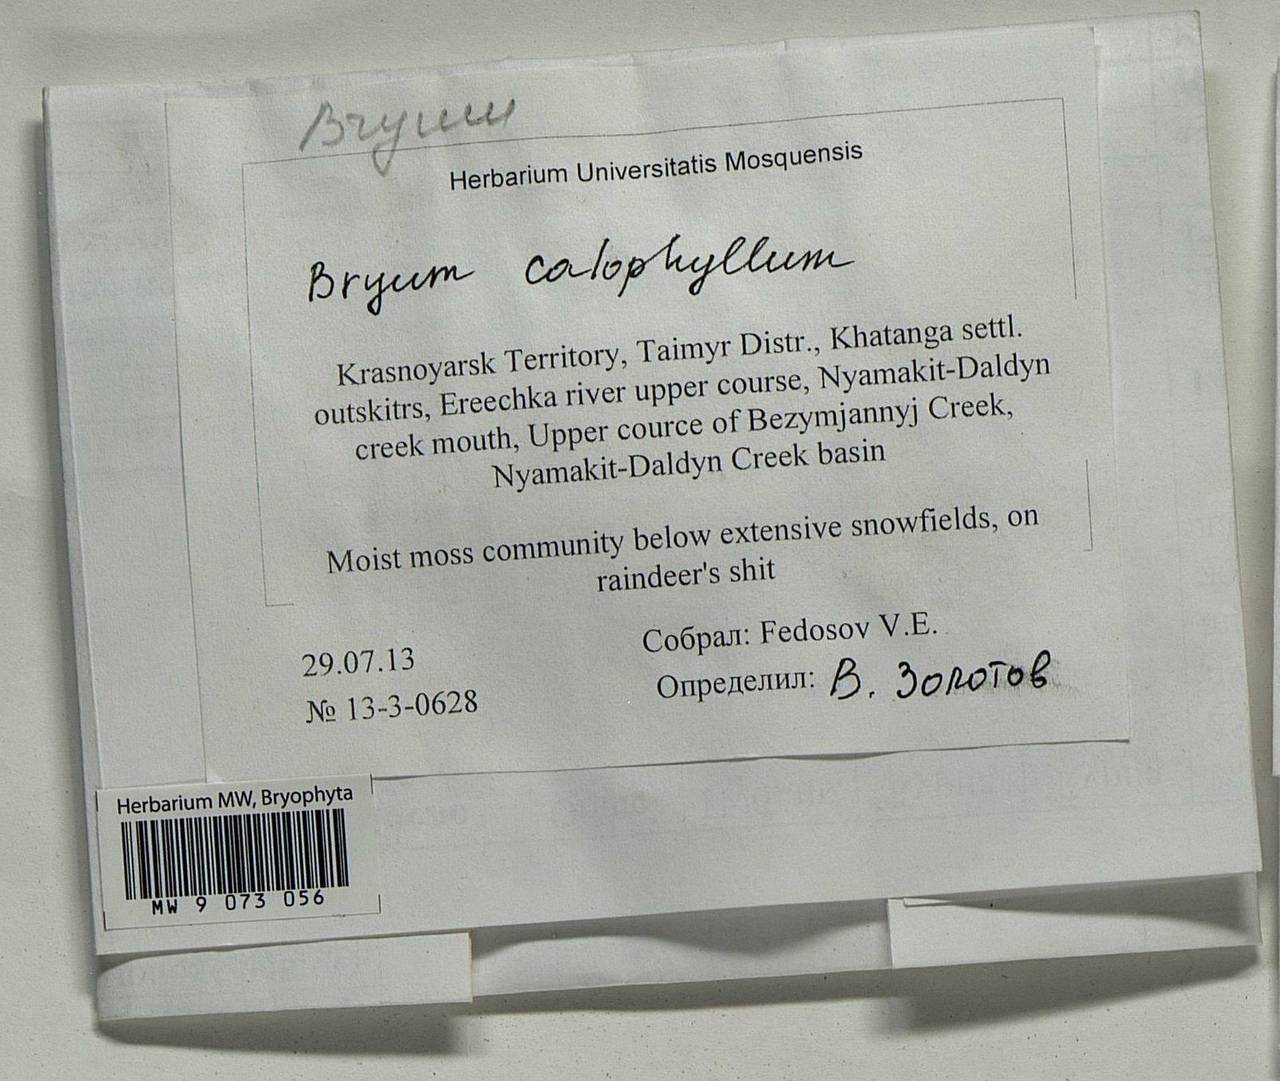 Bryum
Herbarium Universitatis Mosquensis
Bryum calophyllum
Krasnoyarsk Territory, Taimyr Distr., Khatanga settl.
outskitrs, Ereechka river upper course, Nyamakit-Daldyn
creek mouth, Upper cource of Bezymjannyj Creek,
Nyamakit-Daldyn Creek basin
Moist moss community below extensive snowfields, on
raindeer's shit
29.07.13
Собрал: Fedosov V.E.
№ 13-3-0628
Определил: В. Золотов
Herbarium MW, Bryophyta
MW 9 073 056